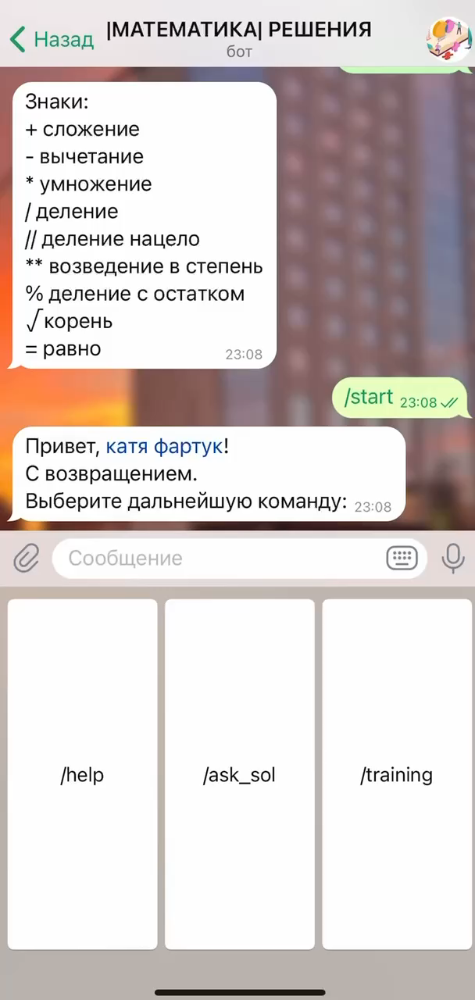 Назад
|МАТЕМАТИКА| РЕШЕНИЯ
бот
Знаки:
+ сложение
- вычетание
* умножение
/ деление
// деление нацело
** возведение в степень
% деление с остатком
√корень
= равно
23:08
/start 23:08
Привет, катя фартук!
С возвращением.
Выберите дальнейшую команду: 23:08
Сообщение
/help
/ask_sol
/training